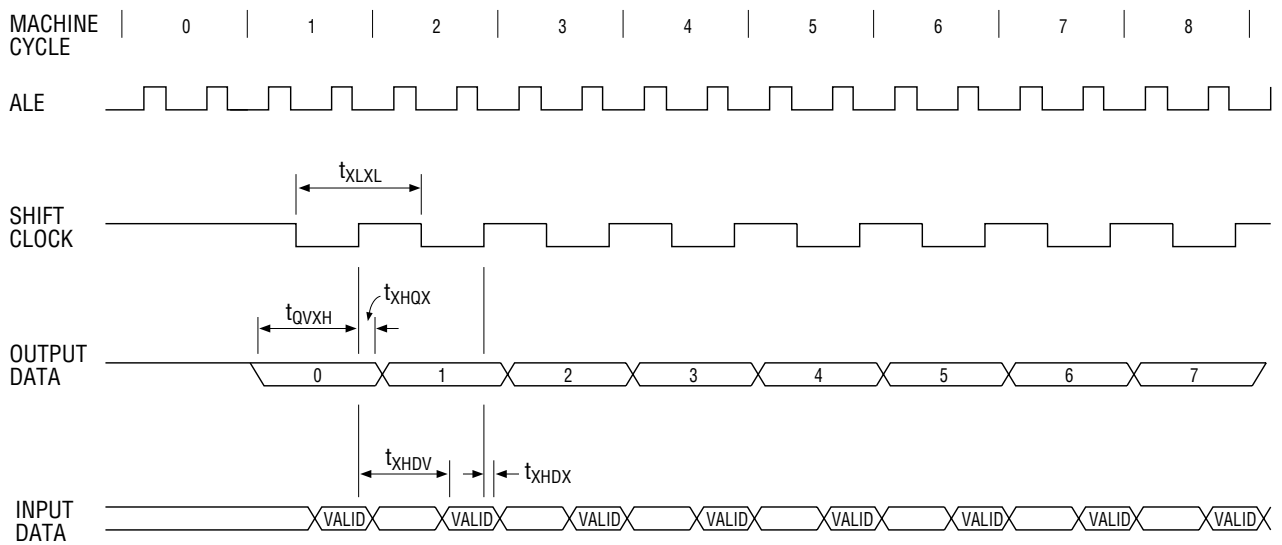 MACHINE CYCLE 0 1 2 3 4 5 6 7 8
ALE
tXLXL
SHIFT CLOCK
tXHQX
tQVXH
OUTPUT DATA 0 1 2 3 4 5 6 7
tXHDV tXHDX
INPUT DATA VALID VALID VALID VALID VALID VALID VALID VALID